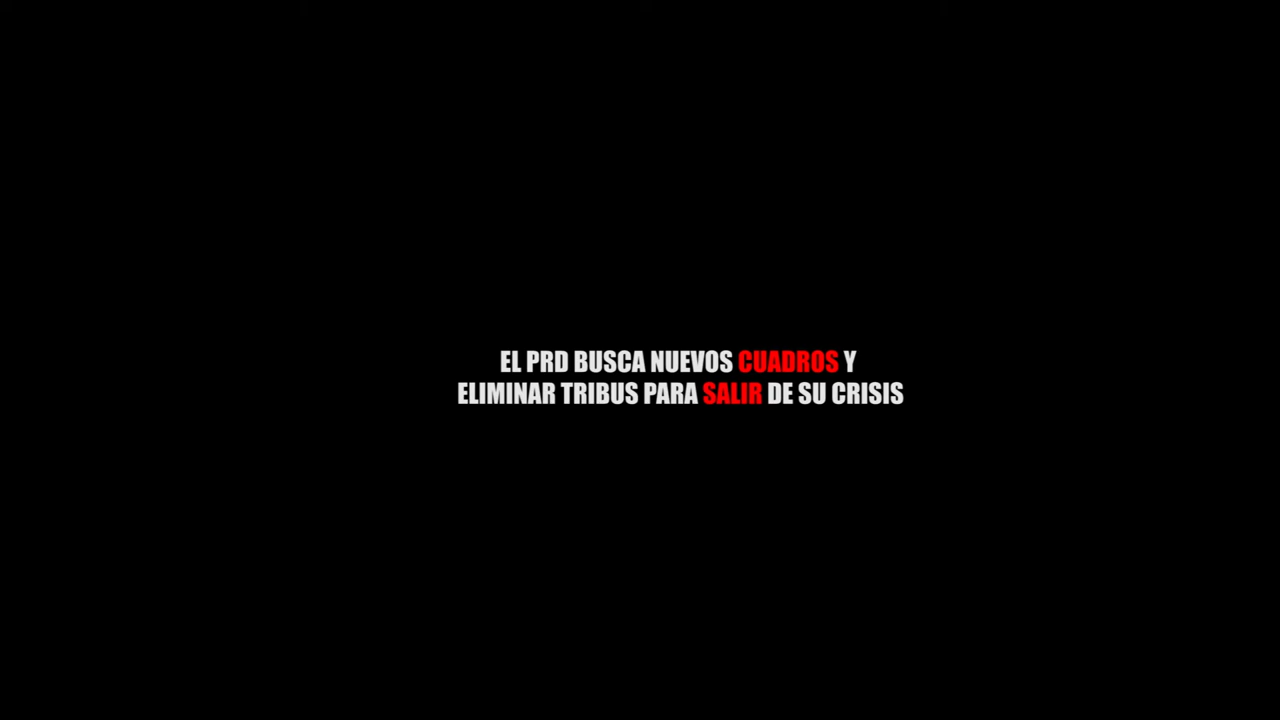 EL PRD BUSCA NUEVOS CUADROS Y
ELIMINAR TRIBUS PARA SALIR DE SU CRISIS